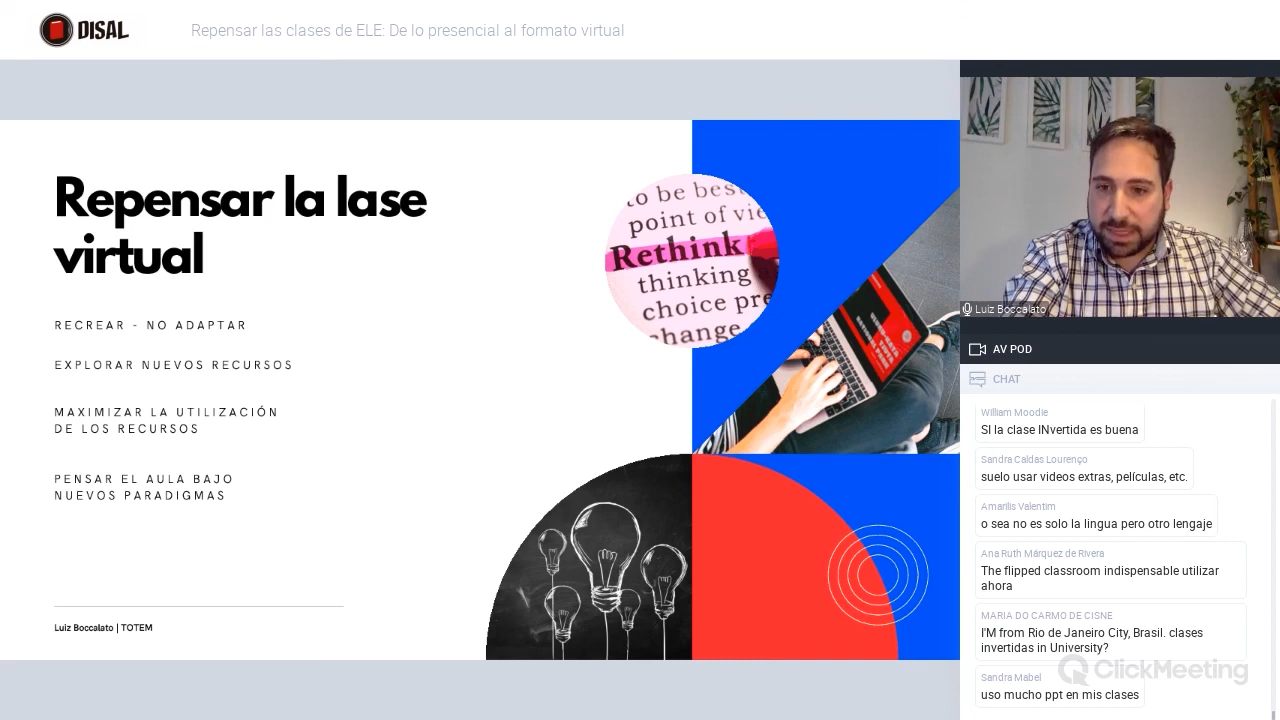 DISAL
Repensar las clases de ELE: De lo presencial al formato virtual
Repensar la lase
virtual
RECREAR - NO ADAPTAR
EXPLORAR NUEVOS RECURSOS
MAXIMIZAR LA UTILIZACIÓN
DE LOS RECURSOS
PENSAR EL AULA BAJO
NUEVOS PARADIGMAS
Luiz Boccalato | TOTEM
to be best
point of vie
Rethink
thinking
choice pre
change
Luiz Boccalato
AV POD
CHAT
William Moodie
SI la clase INvertida es buena
Sandra Caldas Lourenço
suelo usar videos extras, películas, etc.
Amarilis Valentim
o sea no es solo la lingua pero otro lengaje
Ana Ruth Márquez de Rivera
The flipped classroom indispensable utilizar
ahora
MARIA DO CARMO DE CISNE
I'M from Rio de Janeiro City, Brasil. clases
invertidas in University?
Sandra Mabel
uso mucho ppt en mis clases
ClickMeeting